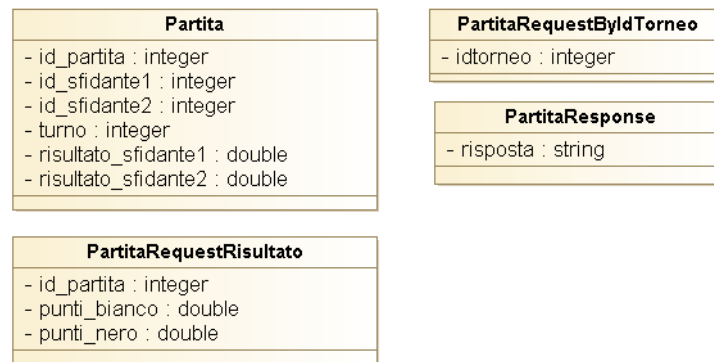 Partita
- id_partita : integer
- id_sfidante1 : integer
- id_sfidante2 : integer
- turno : integer
- risultato_sfidante1 : double
- risultato_sfidante2 : double
PartitaRequestByIdTorneo
- idtorneo : integer
PartitaResponse
- risposta : string
PartitaRequestRisultato
- id_partita : integer
- punti_bianco : double
- punti_nero : double